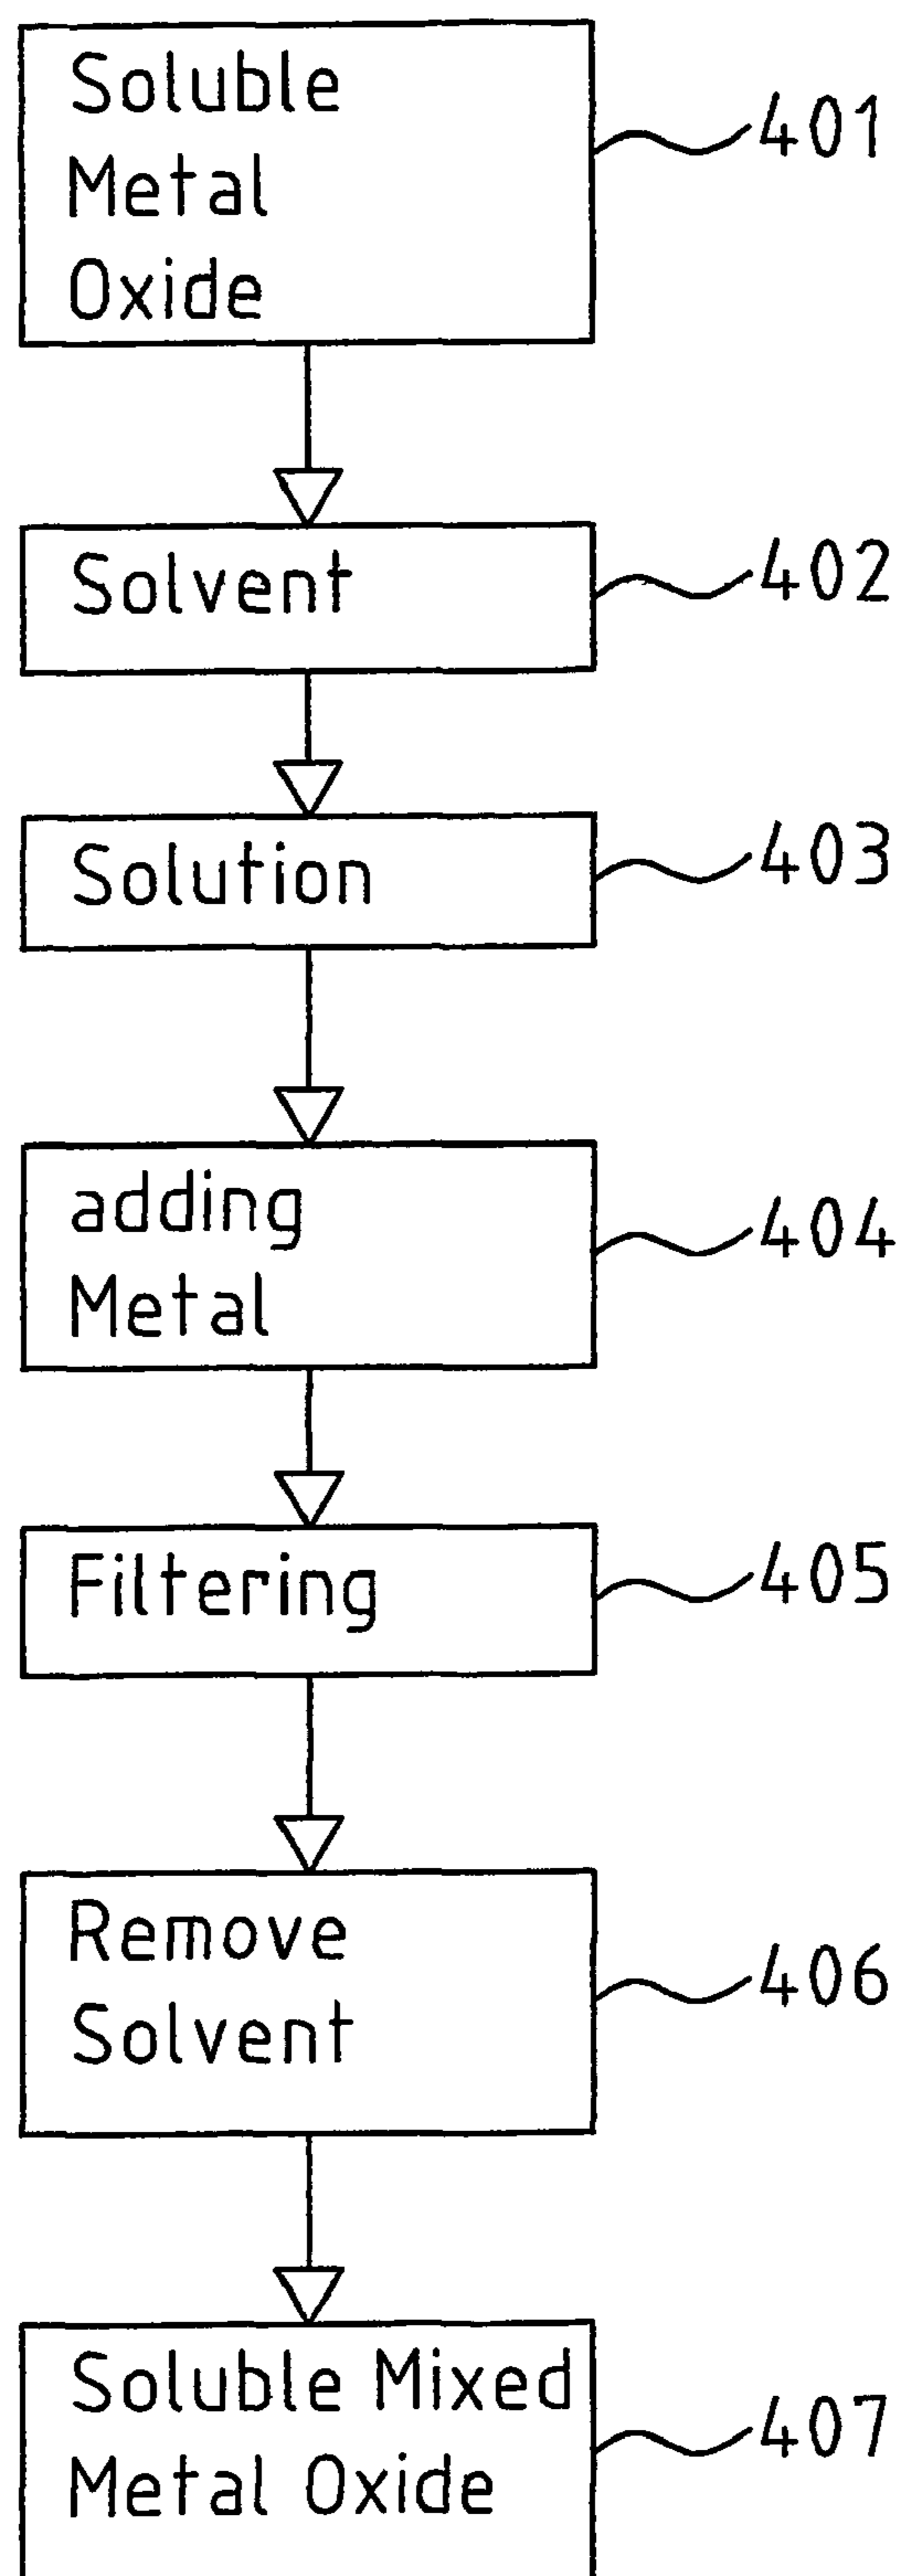 Soluble
Metal
Oxide
401
Solvent
402
Solution
403
adding
Metal
404
Filtering
405
Remove
Solvent
406
Soluble Mixed
Metal Oxide
407